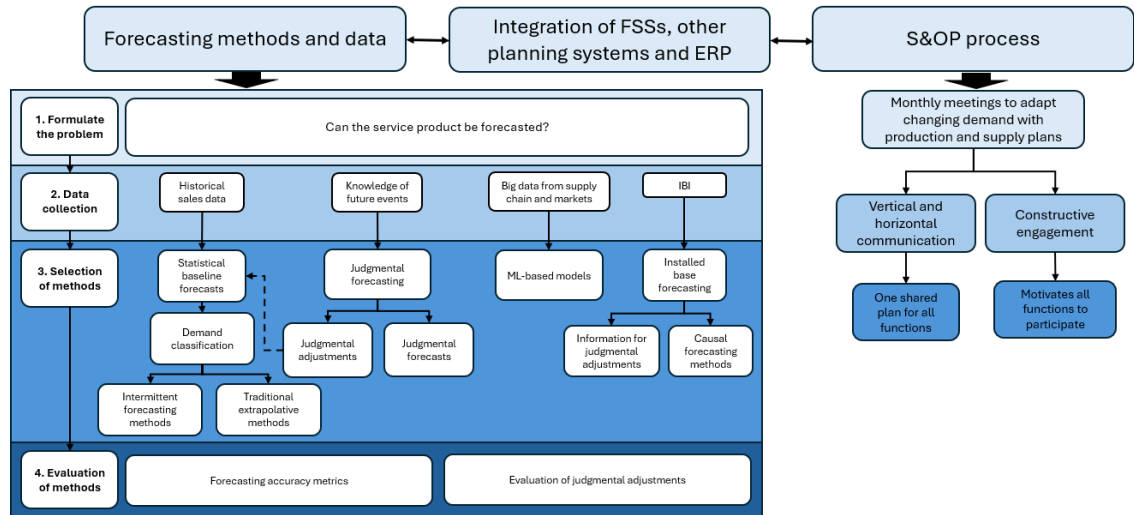 Forecasting methods and data
Integration of FSSs, other
planning systems and ERP
S&OP process
1. Formulate
the problem
Can the service product be forecasted?
2. Data
collection
Historical
sales data
Knowledge of
future events
Big data from supply
chain and markets
IBI
3. Selection
of methods
Statistical
baseline
forecasts
Judgmental
forecasting
ML-based models
Installed
base
forecasting
Demand
classification
Judgmental
adjustments
Judgmental
forecasts
Information for
judgmental
adjustments
Causal
forecasting
methods
Intermittent
forecasting
methods
Traditional
extrapolative
methods
4. Evaluation
of methods
Forecasting accuracy metrics
Evaluation of judgmental adjustments
Monthly meetings to adapt
changing demand with
production and supply plans
Vertical and
horizontal
communication
Constructive
engagement
One shared
plan for all
functions
Motivates all
functions to
participate